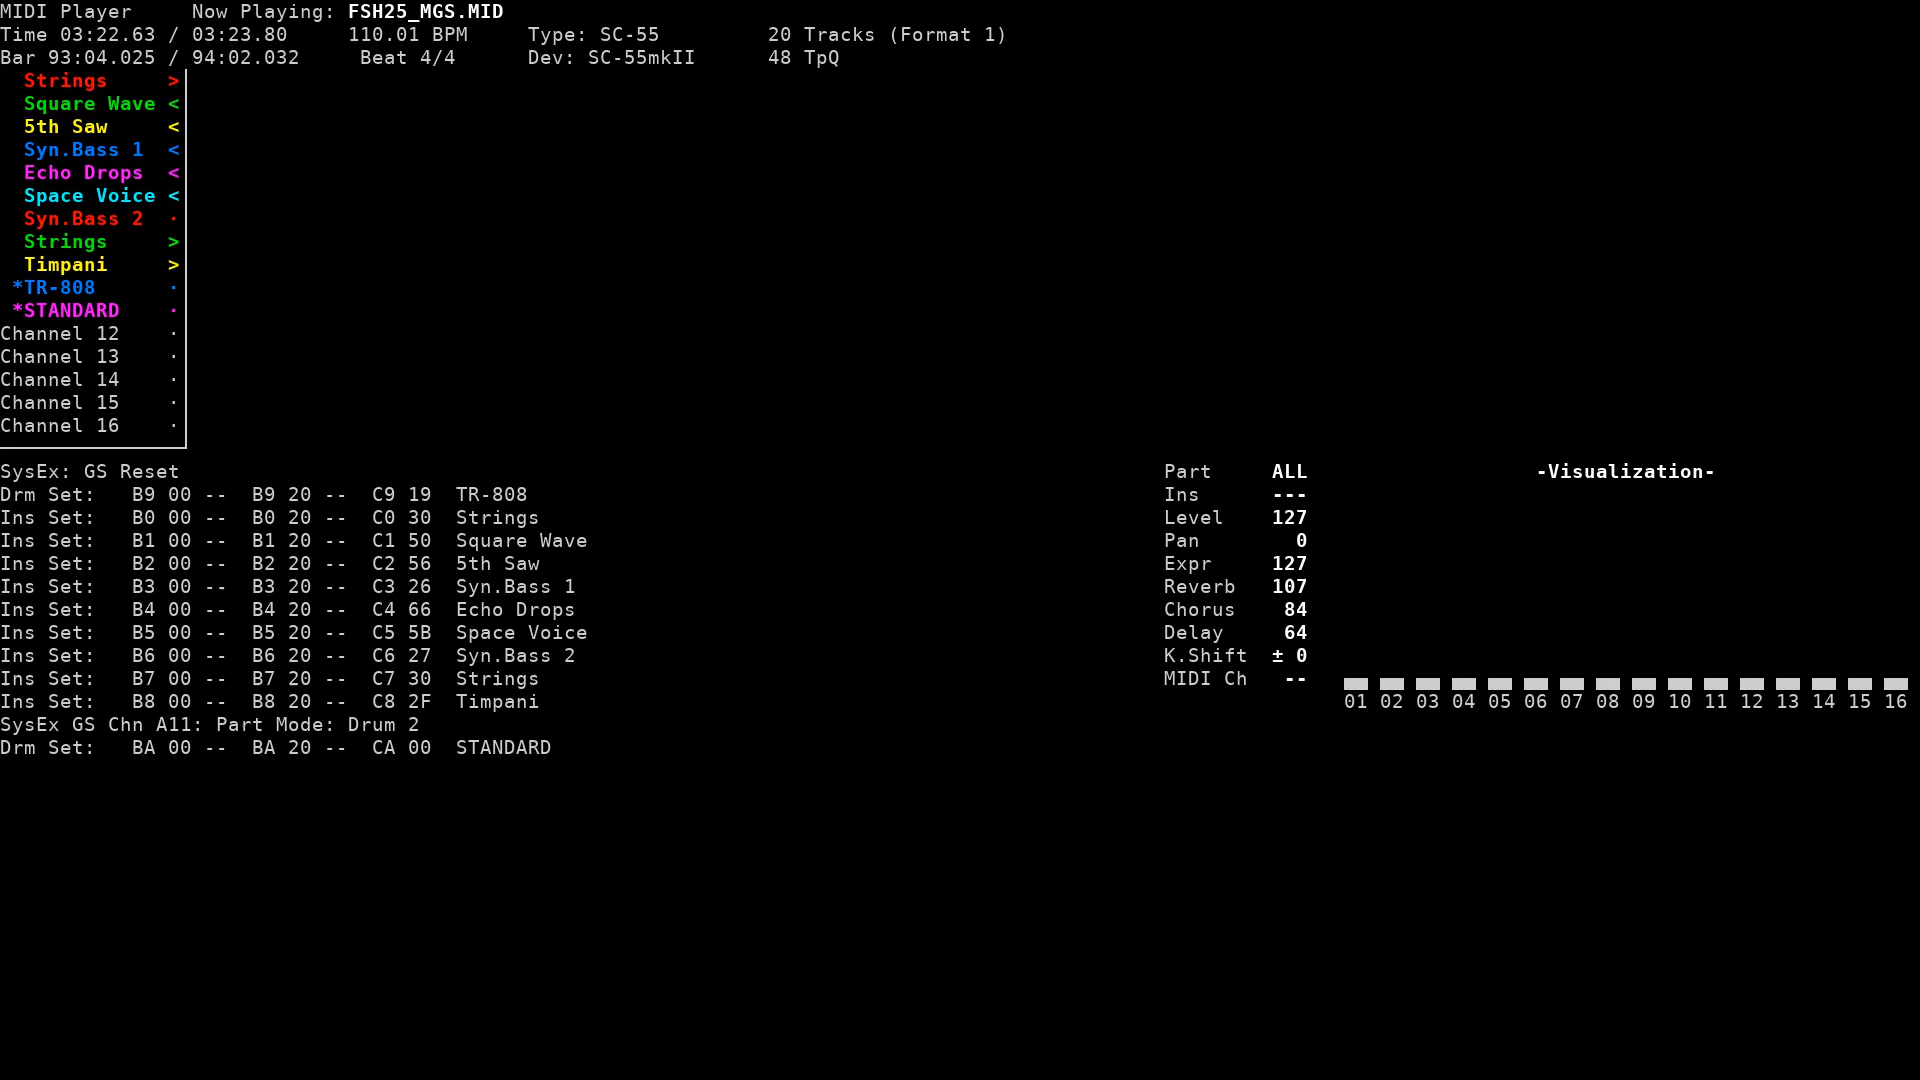 MIDI Player     Now Playing: FSH25_MGS.MID
Time 03:22.63 / 03:23.80     110.01 BPM     Type: SC-55         20 Tracks (Format 1)
Bar 93:04.025 / 94:02.032     Beat 4/4      Dev: SC-55mkII      48 TpQ
Strings     >
Square Wave <
5th Saw     <
Syn.Bass 1  <
Echo Drops  <
Space Voice <
Syn.Bass 2  ·
Strings     >
Timpani     >
*TR-808      ·
*STANDARD    ·
Channel 12    ·
Channel 13    ·
Channel 14    ·
Channel 15    ·
Channel 16    ·
SysEx: GS Reset
Drm Set:   B9 00 --  B9 20 --  C9 19  TR-808
Ins Set:   B0 00 --  B0 20 --  C0 30  Strings
Ins Set:   B1 00 --  B1 20 --  C1 50  Square Wave
Ins Set:   B2 00 --  B2 20 --  C2 56  5th Saw
Ins Set:   B3 00 --  B3 20 --  C3 26  Syn.Bass 1
Ins Set:   B4 00 --  B4 20 --  C4 66  Echo Drops
Ins Set:   B5 00 --  B5 20 --  C5 5B  Space Voice
Ins Set:   B6 00 --  B6 20 --  C6 27  Syn.Bass 2
Ins Set:   B7 00 --  B7 20 --  C7 30  Strings
Ins Set:   B8 00 --  B8 20 --  C8 2F  Timpani
SysEx GS Chn A11: Part Mode: Drum 2
Drm Set:   BA 00 --  BA 20 --  CA 00  STANDARD
Part     ALL
Ins      ---
Level    127
Pan        0
Expr     127
Reverb   107
Chorus    84
Delay     64
K.Shift  ± 0
MIDI Ch   --
-Visualization-
01 02 03 04 05 06 07 08 09 10 11 12 13 14 15 16